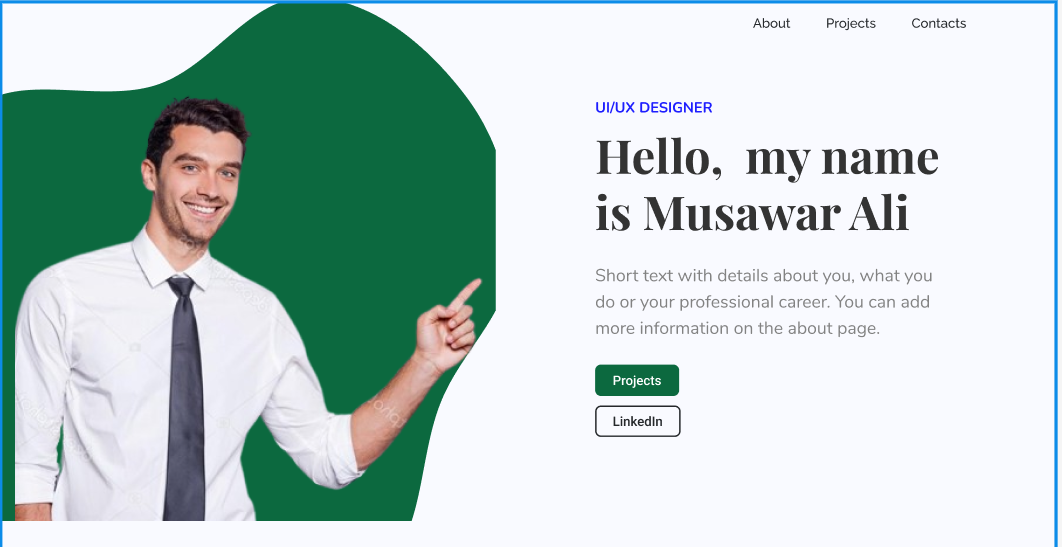 About Projects Contacts
UI/UX DESIGNER
Hello, my name
is Musawar Ali
Short text with details about you, what you
do or your professional career. You can add
more information on the about page.
Projects
LinkedIn